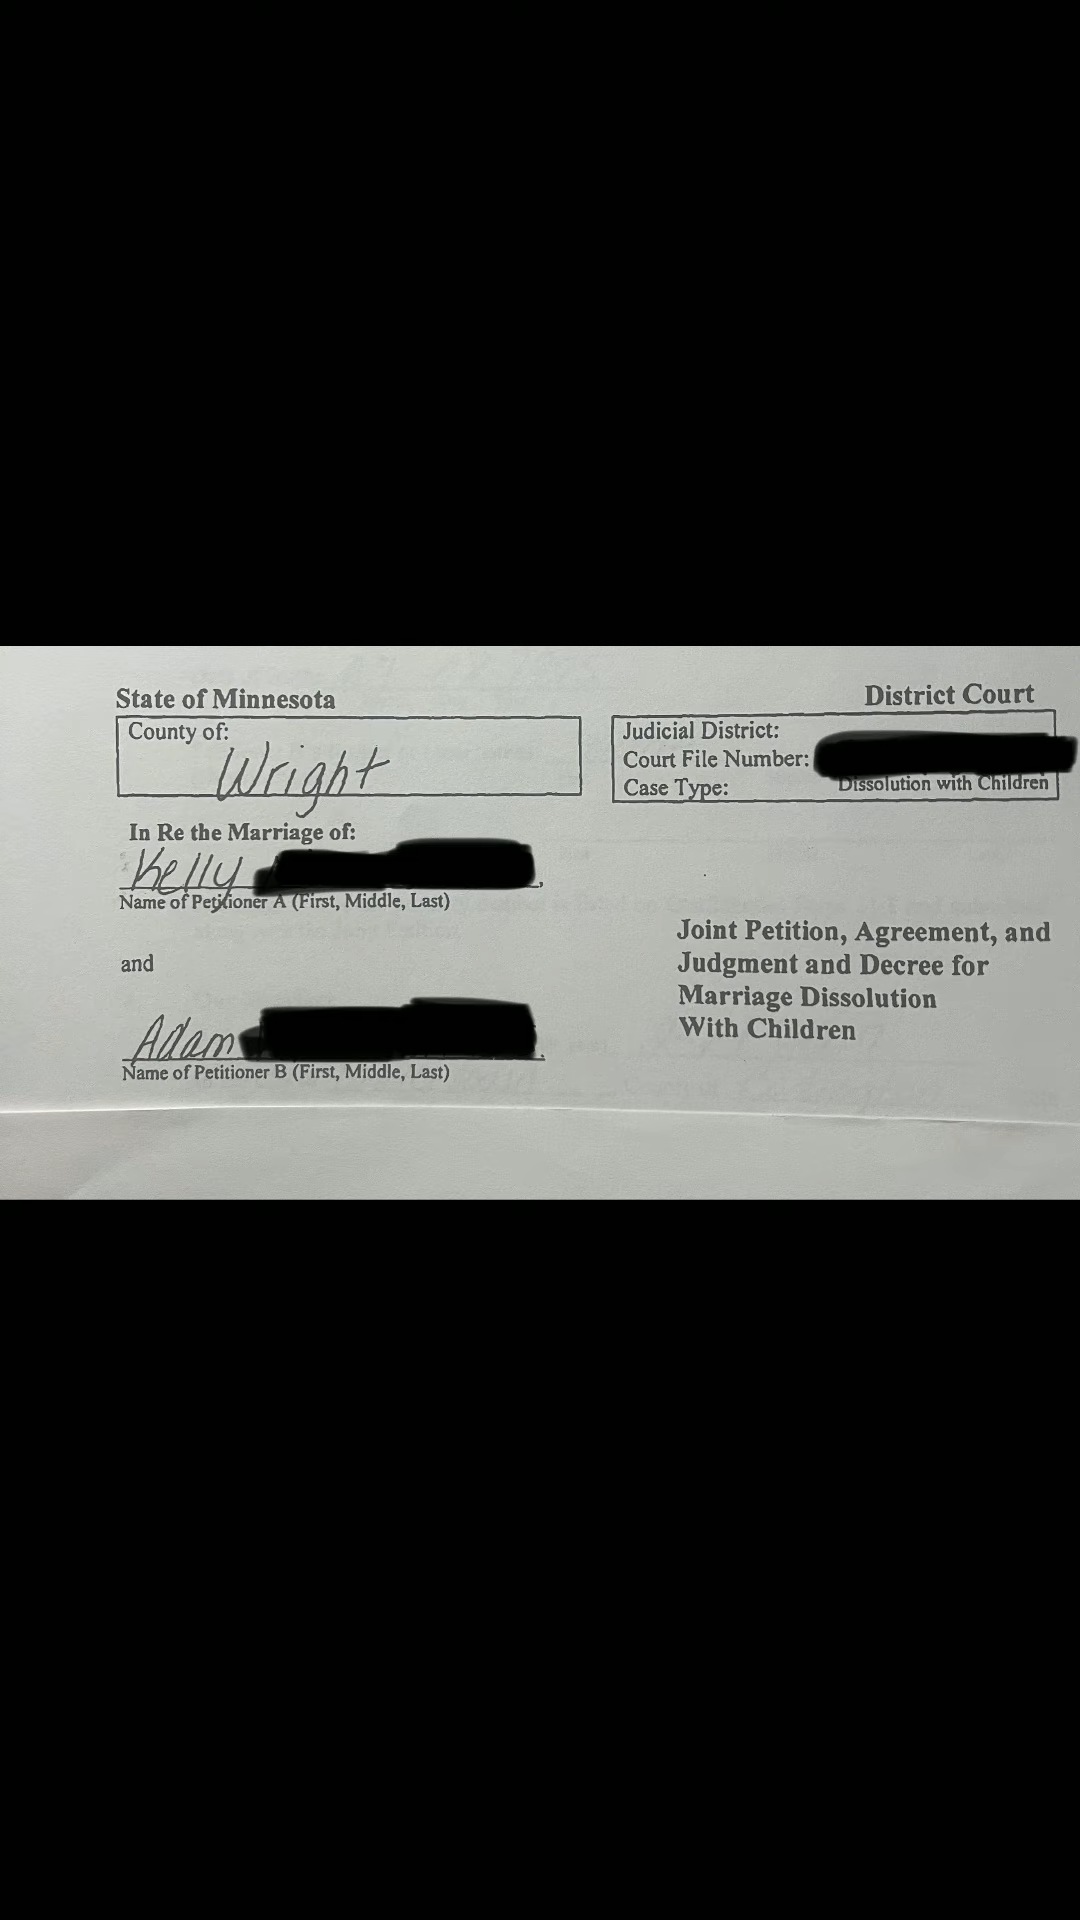 State of Minnesota
District Court
County of:
Wright
Judicial District:
Court File Number:
Case Type: Dissolution with Children
In Re the Marriage of:
Kelly
Name of Petitioner A (First, Middle, Last)
and
Adam
Name of Petitioner B (First, Middle, Last)
Joint Petition, Agreement, and
Judgment and Decree for
Marriage Dissolution
With Children